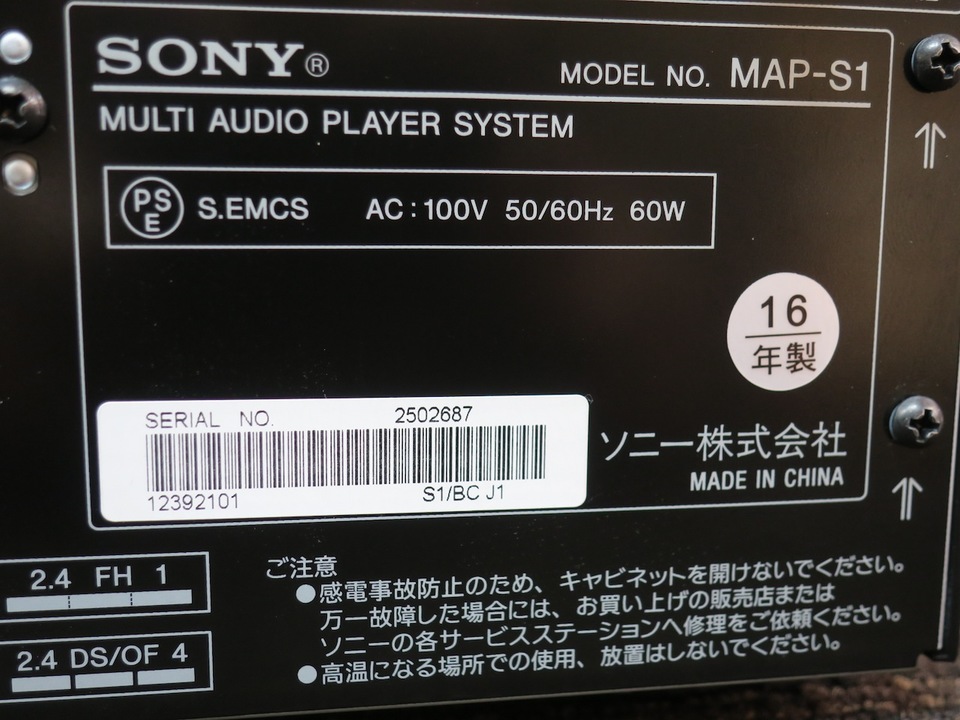 SONY®
MODEL NO. MAP-S1
MULTI AUDIO PLAYER SYSTEM
PSE S.EMCS AC:100V 50/60Hz 60W
16
年製
SERIAL NO. 2502687
12392101 S1/BC J1
ソニー株式会社
MADE IN CHINA
2.4 FH 1
2.4 DS/OF 4
ご注意
●感電事故防止のため、キャビネットを開けないでください。
万一故障した場合には、お買い上げの販売店または
ソニーの各サービスステーションへ修理をご依頼ください。
●高温になる場所での使用、放置はしないでください。